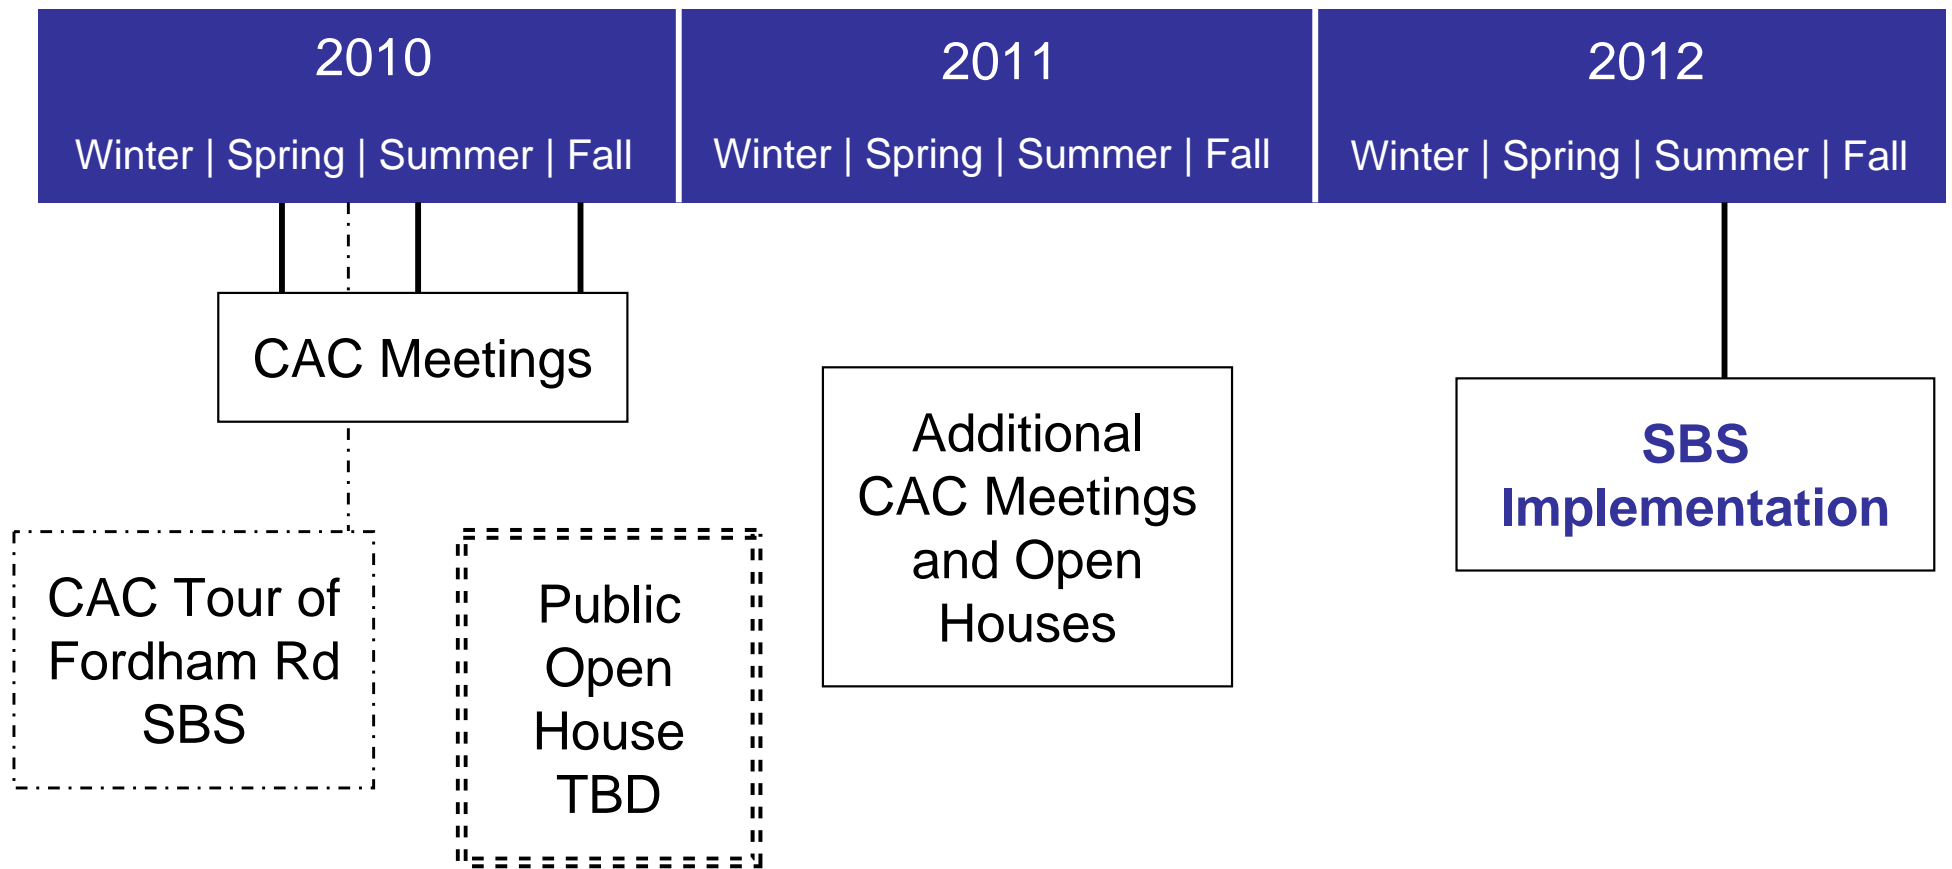 2010
Winter | Spring | Summer | Fall
2011
Winter | Spring | Summer | Fall
2012
Winter | Spring | Summer | Fall
CAC Meetings
CAC Tour of
Fordham Rd
SBS
Public
Open
House
TBD
Additional
CAC Meetings
and Open
Houses
SBS
Implementation